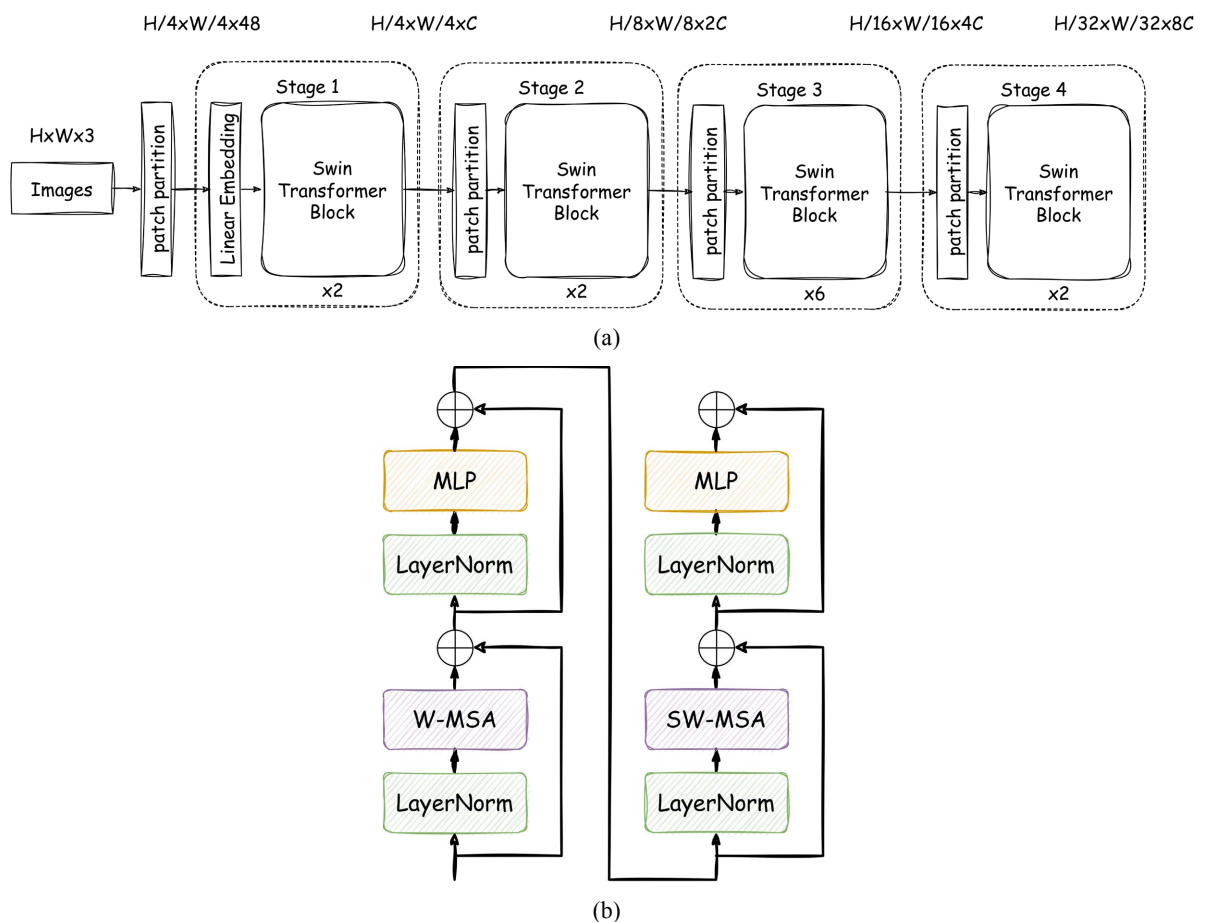 H/4xW/4x48 H/4xW/4xC H/8xW/8x2C H/16xW/16x4C H/32xW/32x8C
Stage 1 Stage 2 Stage 3 Stage 4
HxWx3
Images
patch partition
Linear Embedding
Swin
Transformer
Block
x2
patch partition
Swin
Transformer
Block
x2
patch partition
Swin
Transformer
Block
x6
patch partition
Swin
Transformer
Block
x2
(a)
MLP MLP
LayerNorm LayerNorm
W-MSA SW-MSA
LayerNorm LayerNorm
(b)